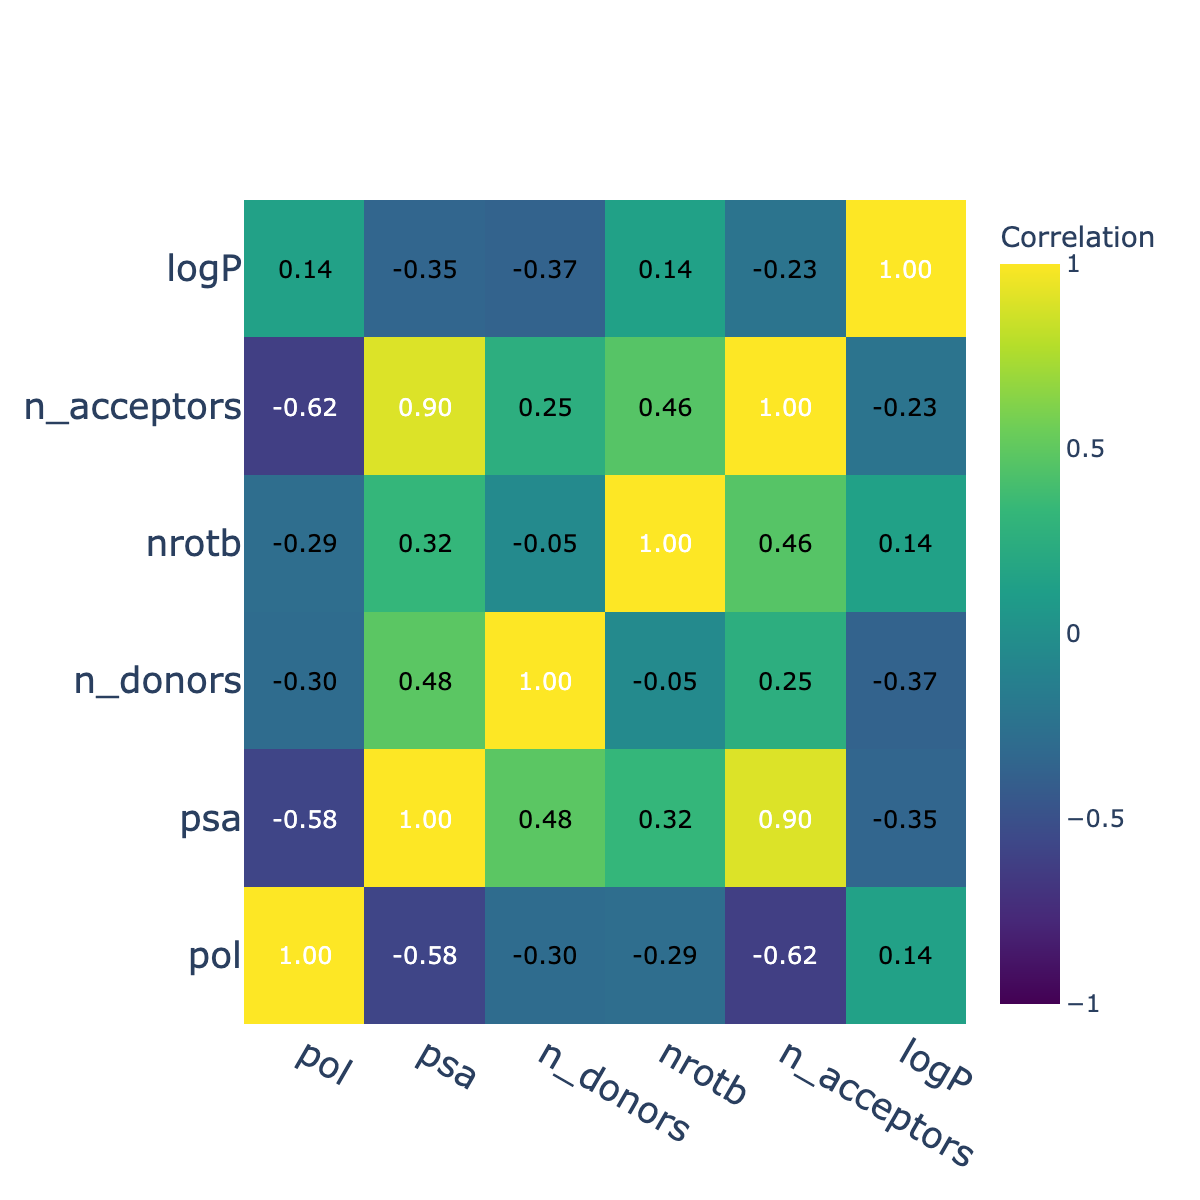 Correlation
logP 0.14 -0.35 -0.37 0.14 -0.23 1.00
n_acceptors -0.62 0.90 0.25 0.46 1.00 -0.23
nrotb -0.29 0.32 -0.05 1.00 0.46 0.14
n_donors -0.30 0.48 1.00 -0.05 0.25 -0.37
psa -0.58 1.00 0.48 0.32 0.90 -0.35
pol 1.00 -0.58 -0.30 -0.29 -0.62 0.14
pol psa n_donors nrotb n_acceptors logP
1
0.5
0
−0.5
−1